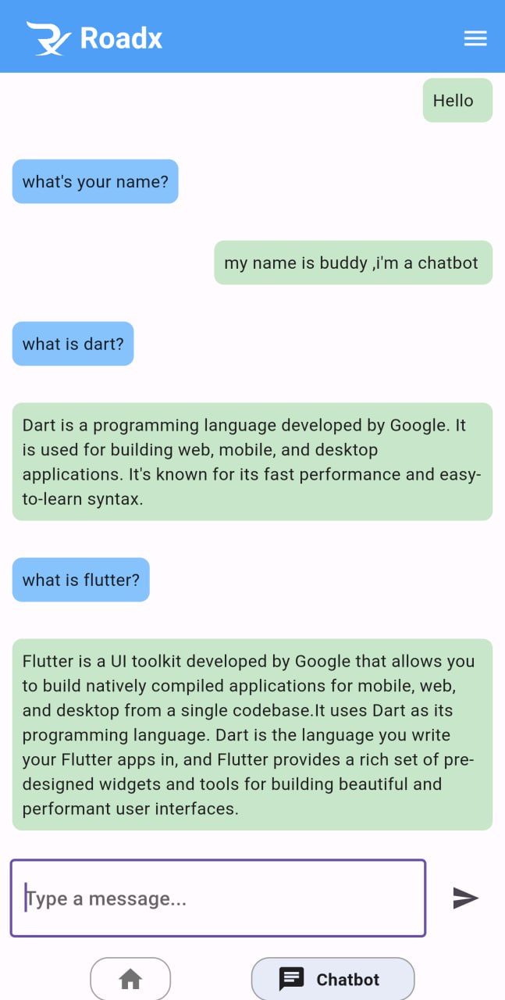 Roadx
Hello
what's your name?
my name is buddy ,i'm a chatbot
what is dart?
Dart is a programming language developed by Google. It
is used for building web, mobile, and desktop
applications. It's known for its fast performance and easy-
to-learn syntax.
what is flutter?
Flutter is a UI toolkit developed by Google that allows you
to build natively compiled applications for mobile, web,
and desktop from a single codebase.It uses Dart as its
programming language. Dart is the language you write
your Flutter apps in, and Flutter provides a rich set of pre-
designed widgets and tools for building beautiful and
performant user interfaces.
Type a message...
Chatbot